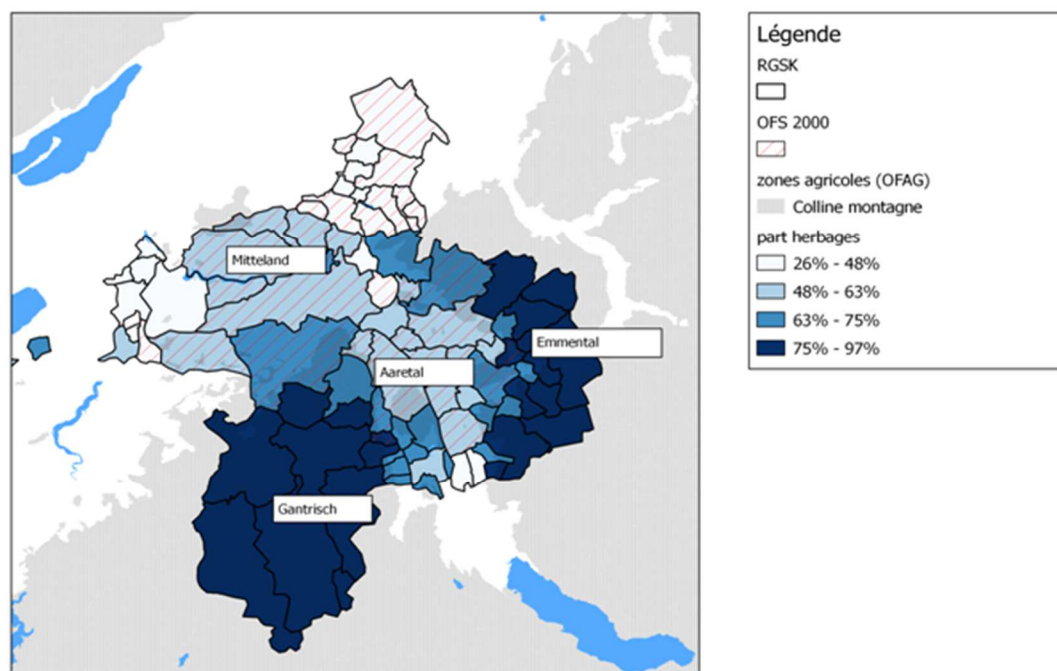 Mitteland
Emmental
Aaretal
Gantrisch
Légende
RGSK
OFS 2000
zones agricoles (OFAG)
Colline montagne
part herbages
26% - 48%
48% - 63%
63% - 75%
75% - 97%